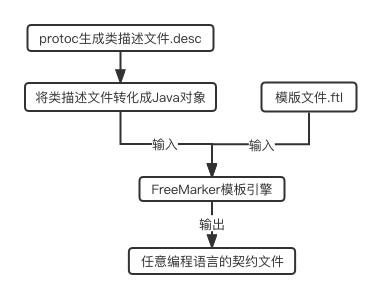 protoc生成类描述文件.desc
将类描述文件转化成Java对象
模版文件.ftl
输入
输入
FreeMarker模板引擎
输出
任意编程语言的契约文件